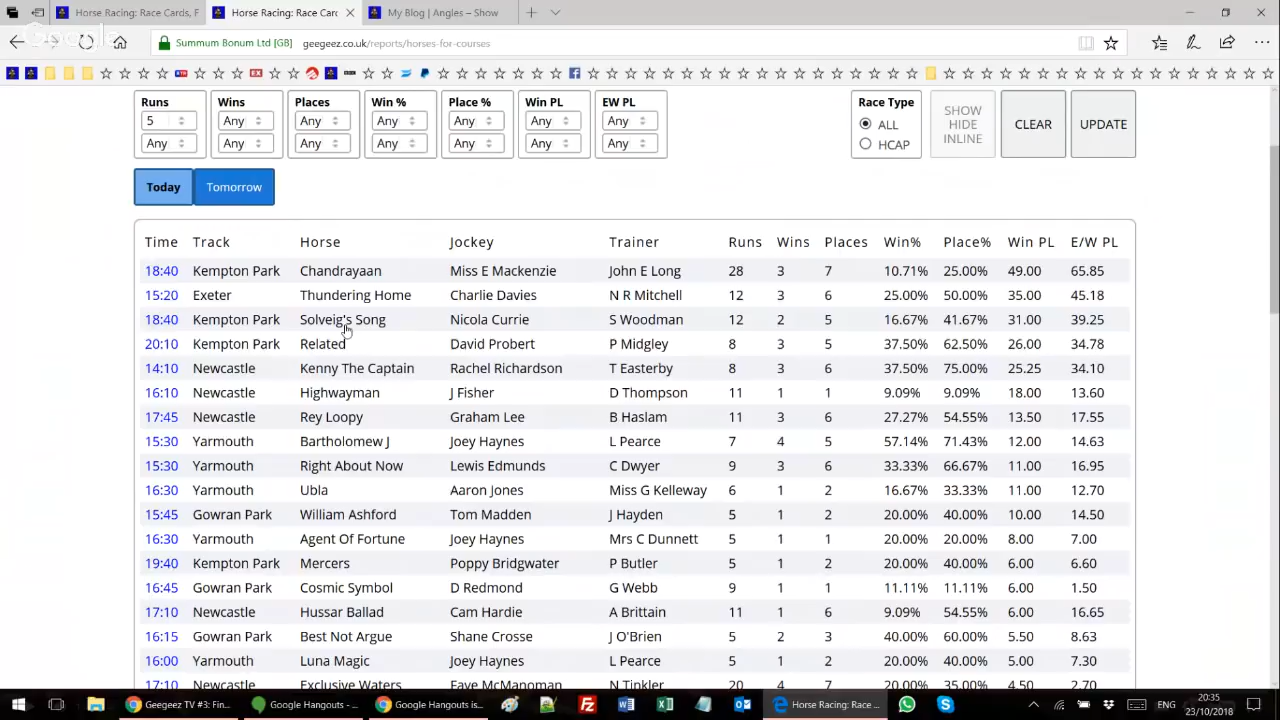 Horse Racing: Race Cards, F
Horse Racing: Race Card
My Blog | Angles – Show
Google
Summum Bonum Ltd [GB]
geegeez.co.uk/reports/horses-for-courses
Runs Wins Places Win % Place % Win PL EW PL Race Type
5 Any Any Any Any Any Any ALL SHOW HIDE INLINE CLEAR UPDATE
Any Any Any Any Any Any Any HCAP
Today Tomorrow
Time Track Horse Jockey Trainer Runs Wins Places Win% Place% Win PL E/W PL
18:40 Kempton Park Chandrayaan Miss E Mackenzie John E Long 28 3 7 10.71% 25.00% 49.00 65.85
15:20 Exeter Thundering Home Charlie Davies N R Mitchell 12 3 6 25.00% 50.00% 35.00 45.18
18:40 Kempton Park Solveig's Song Nicola Currie S Woodman 12 2 5 16.67% 41.67% 31.00 39.25
20:10 Kempton Park Related David Probert P Midgley 8 3 5 37.50% 62.50% 26.00 34.78
14:10 Newcastle Kenny The Captain Rachel Richardson T Easterby 8 3 6 37.50% 75.00% 25.25 34.10
16:10 Newcastle Highwayman J Fisher D Thompson 11 1 1 9.09% 9.09% 18.00 13.60
17:45 Newcastle Rey Loopy Graham Lee B Haslam 11 3 6 27.27% 54.55% 13.50 17.55
15:30 Yarmouth Bartholomew J Joey Haynes L Pearce 7 4 5 57.14% 71.43% 12.00 14.63
15:30 Yarmouth Right About Now Lewis Edmunds C Dwyer 9 3 6 33.33% 66.67% 11.00 16.95
16:30 Yarmouth Ubla Aaron Jones Miss G Kelleway 6 1 2 16.67% 33.33% 11.00 12.70
15:45 Gowran Park William Ashford Tom Madden J Hayden 5 1 2 20.00% 40.00% 10.00 14.50
16:30 Yarmouth Agent Of Fortune Joey Haynes Mrs C Dunnett 5 1 1 20.00% 20.00% 8.00 7.00
19:40 Kempton Park Mercers Poppy Bridgwater P Butler 5 1 2 20.00% 40.00% 6.00 6.60
16:45 Gowran Park Cosmic Symbol D Redmond G Webb 9 1 1 11.11% 11.11% 6.00 1.50
17:10 Newcastle Hussar Ballad Cam Hardie A Brittain 11 1 6 9.09% 54.55% 6.00 16.65
16:15 Gowran Park Best Not Argue Shane Crosse J O'Brien 5 2 3 40.00% 60.00% 5.50 8.63
16:00 Yarmouth Luna Magic Joey Haynes L Pearce 5 1 2 20.00% 40.00% 5.00 7.30
17:10 Newcastle Exclusive Waters Faye McManoman N Tinkler 20 4 7 20.00% 35.00% 4.50 2.70
Geegeez TV #3: Fin...
Google Hangouts - ...
Google Hangouts is...
Horse Racing: Race ...
ENG
20:35
23/10/2018